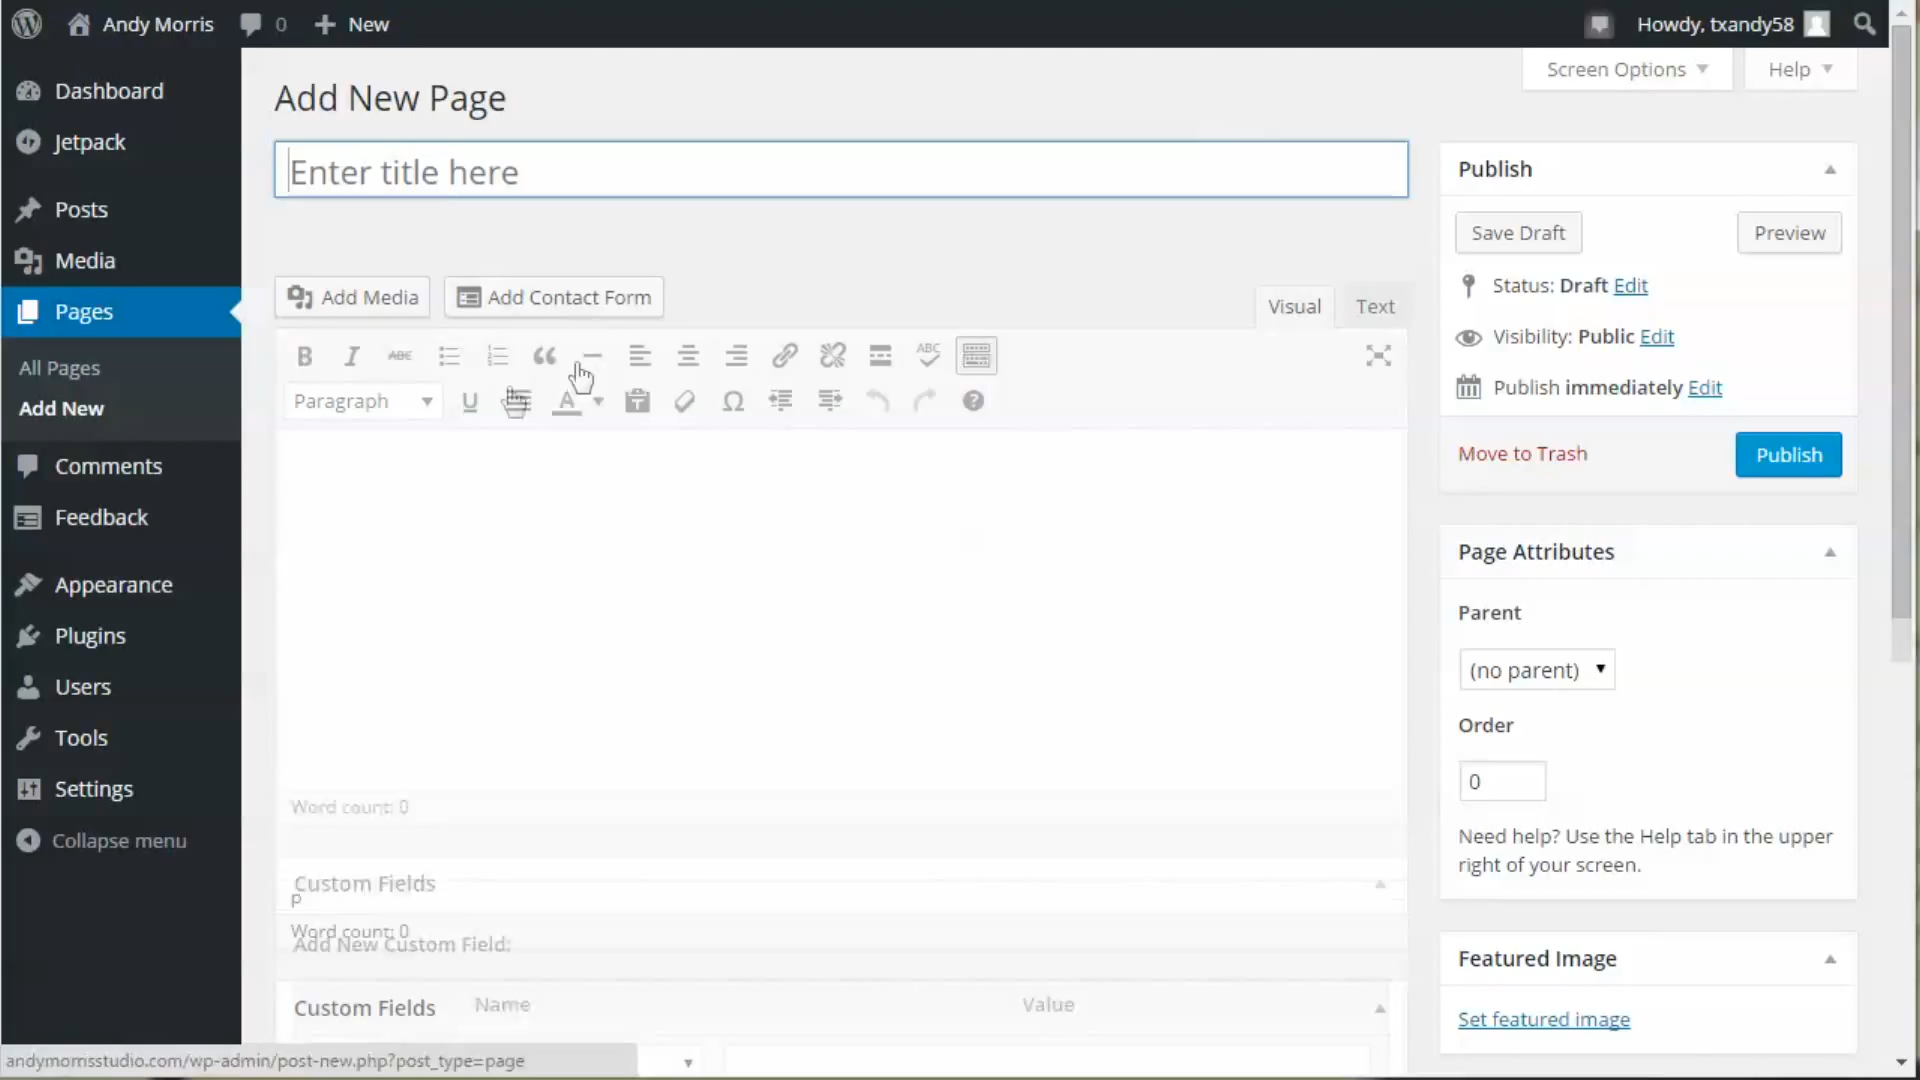 Andy Morris 0 New Howdy, txandy58
Screen Options Help
Dashboard
Jetpack
Posts
Media
Pages
All Pages
Add New
Comments
Feedback
Appearance
Plugins
Users
Tools
Settings
Collapse menu
Add New Page
Enter title here
Add Media Add Contact Form
Visual Text
B I ABC ABC
Paragraph U A Ω
Word count: 0
Custom Fields
p
Word count: 0
Add New Custom Field:
Custom Fields Name Value
Publish
Save Draft Preview
Status: Draft Edit
Visibility: Public Edit
Publish immediately Edit
Move to Trash Publish
Page Attributes
Parent
(no parent)
Order
0
Need help? Use the Help tab in the upper
right of your screen.
Featured Image
Set featured image
andymorrisstudio.com/wp-admin/post-new.php?post_type=page